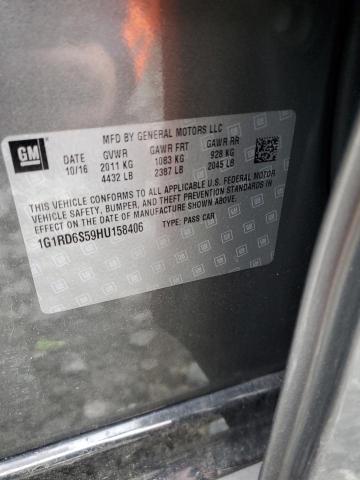 GM
MFD BY GENERAL MOTORS LLC
DATE GVWR GAWR FRT GAWR RR
10/16 2011 KG 1083 KG 928 KG
4432 LB 2387 LB 2045 LB
THIS VEHICLE CONFORMS TO ALL APPLICABLE U.S. FEDERAL MOTOR
VEHICLE SAFETY, BUMPER, AND THEFT PREVENTION STANDARDS IN
EFFECT ON THE DATE OF MANUFACTURE SHOWN ABOVE.
1G1RD6S59HU158406 TYPE: PASS CAR